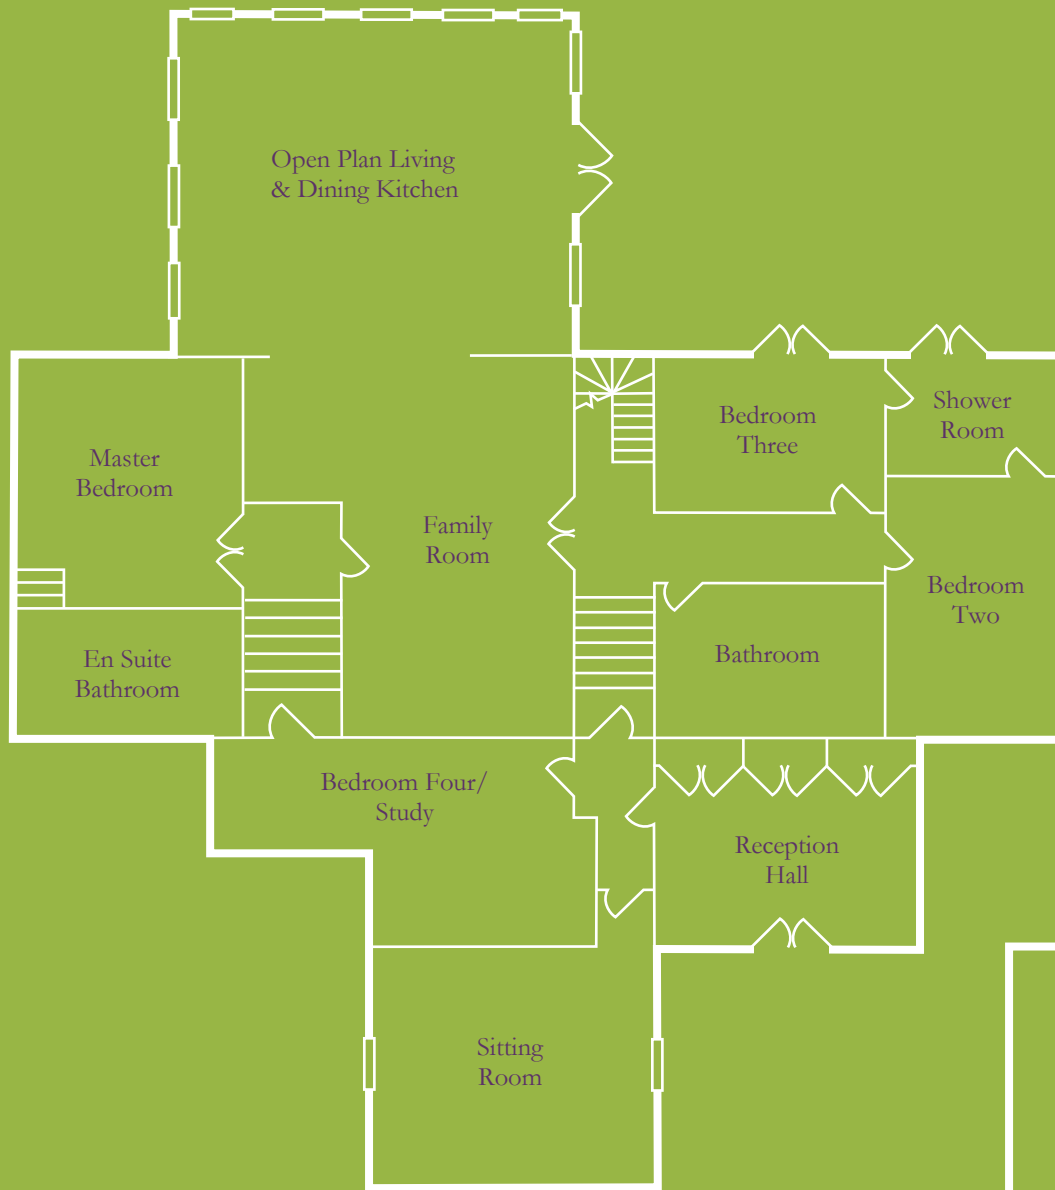 Open Plan Living
& Dining Kitchen
Bedroom
Three
Shower
Room
Master
Bedroom
Family
Room
Bedroom
Two
En Suite
Bathroom
Bathroom
Bedroom Four/
Study
Reception
Hall
Sitting
Room